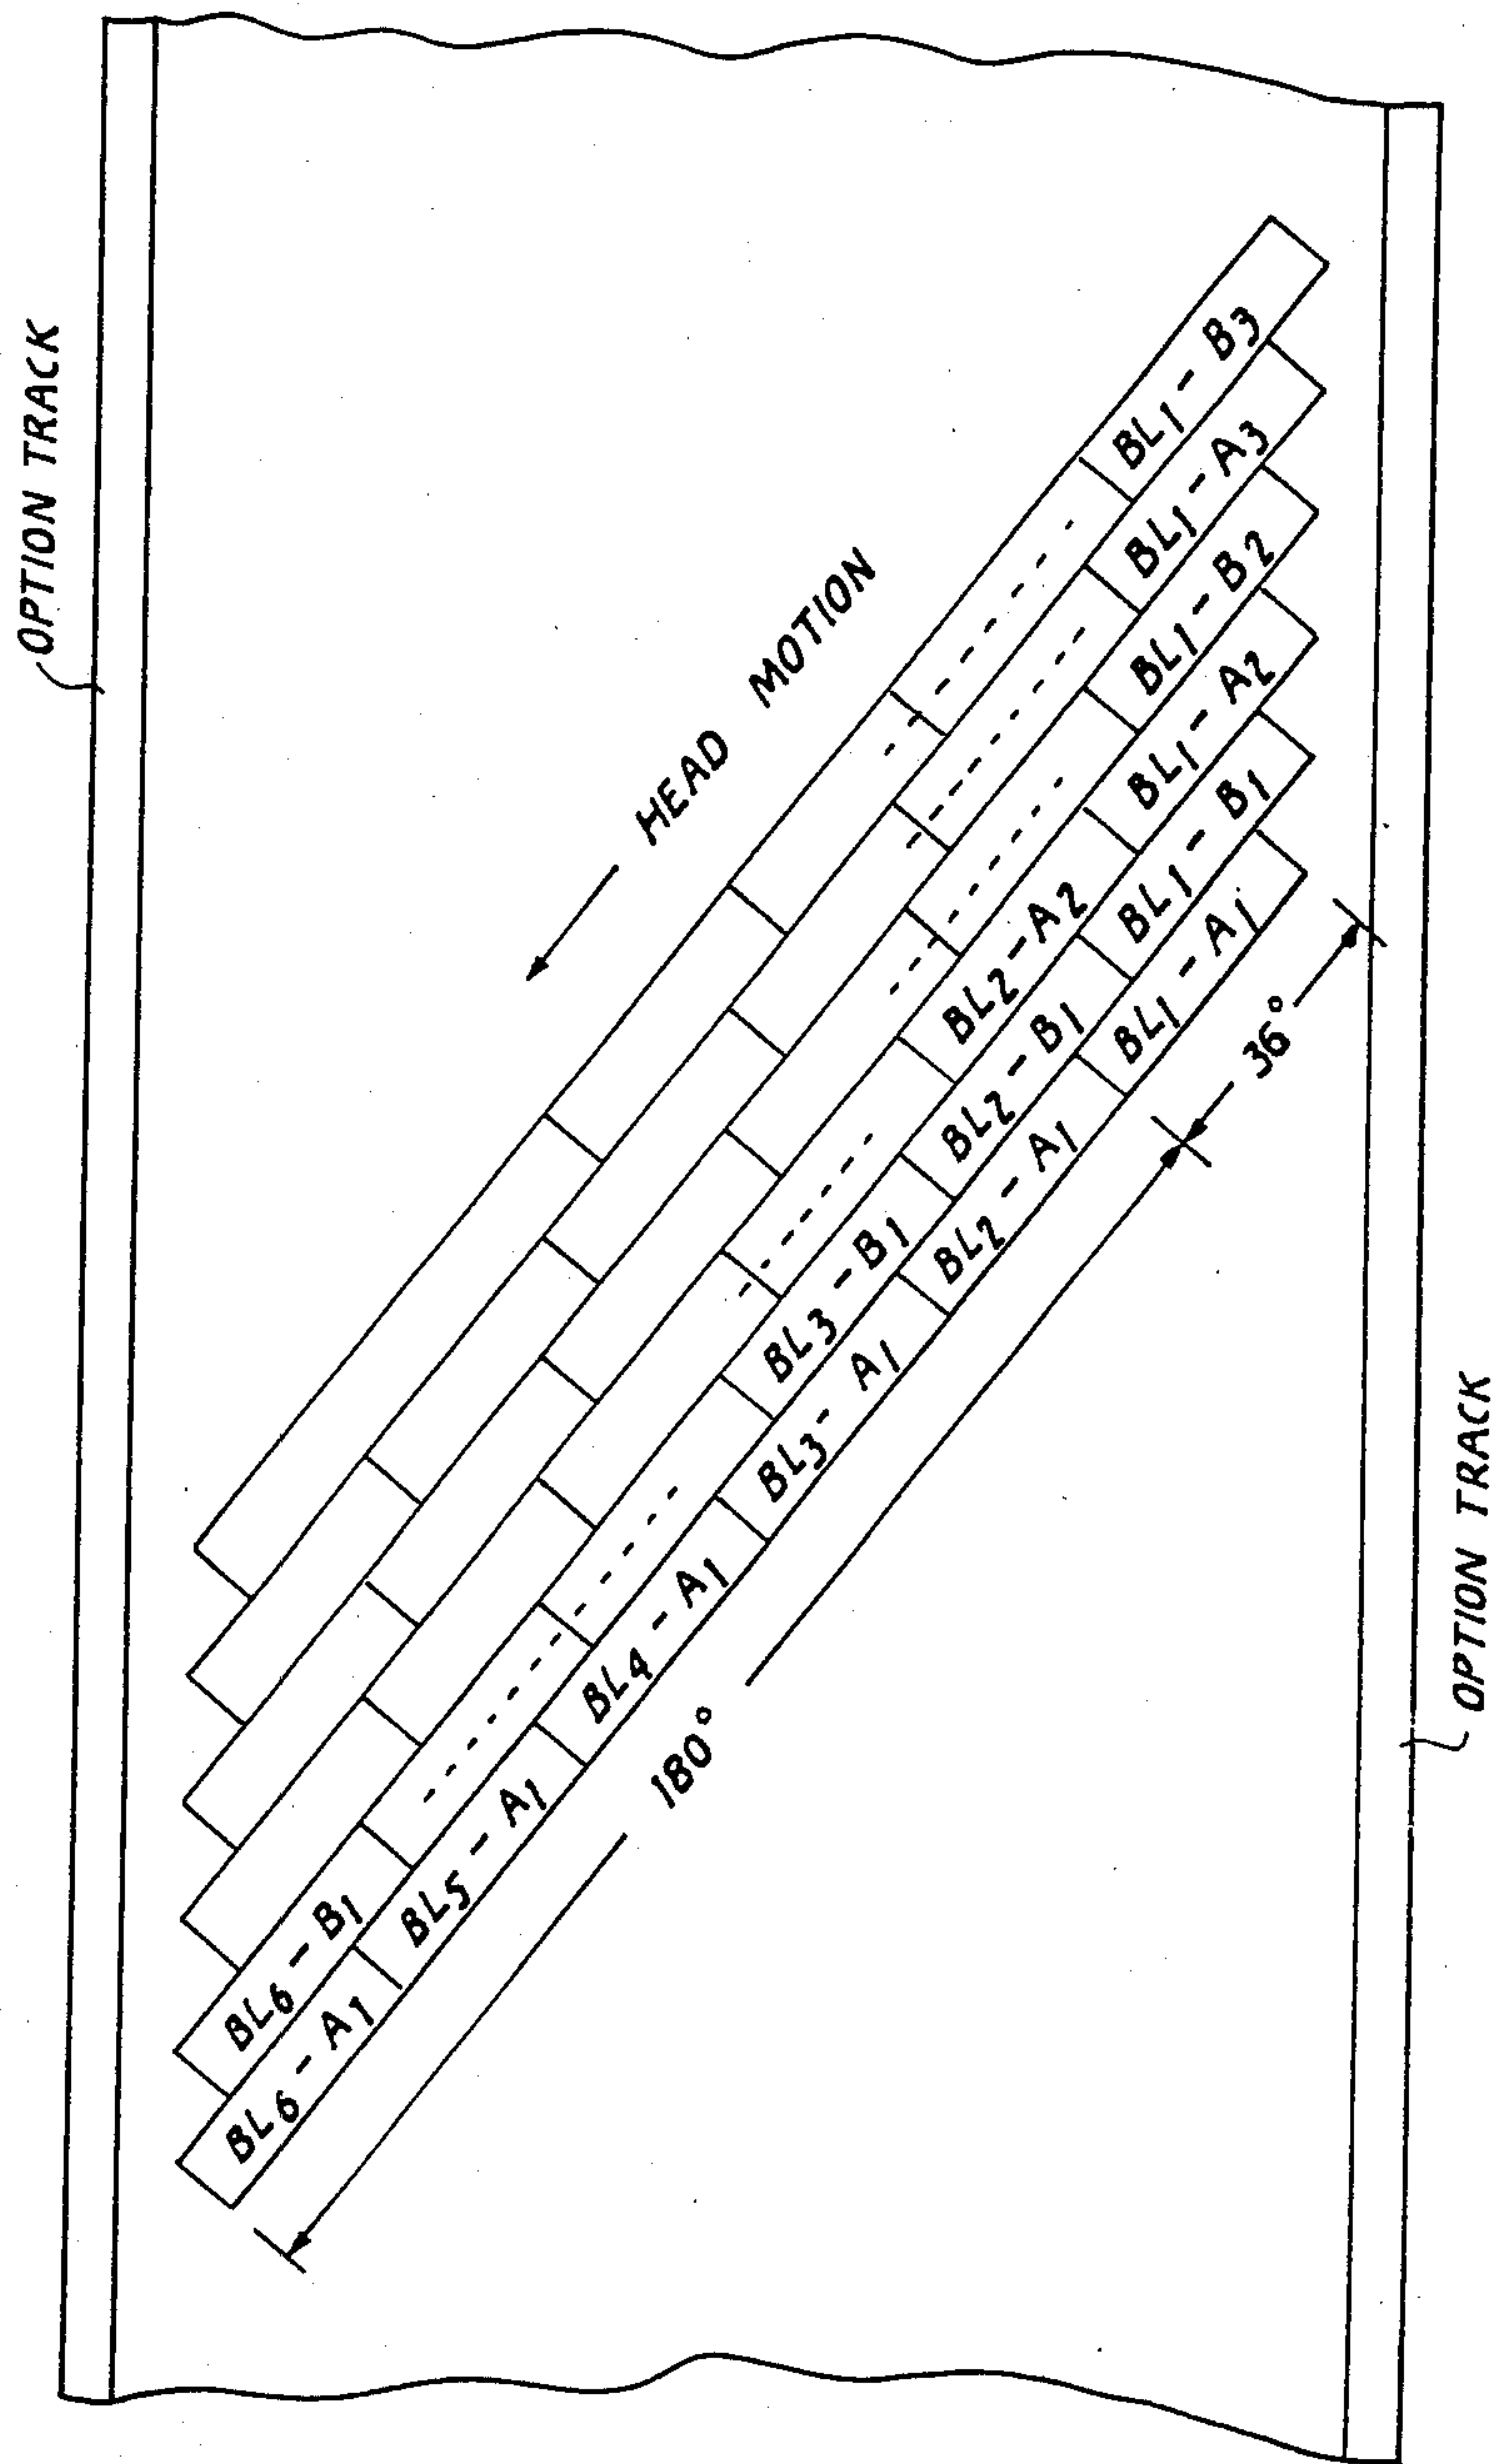 OPTION TRACK
HEAD MOTION
BL1 - B3
BL1 - A3
BL1 - B2
BL1 - A2
BL2 - A2
BL1 - B1
BL2 - B1
BL3 - B1
BL6 - B1
BL1 - A1
BL2 - A1
BL3 - A1
BL4 - A1
BL5 - A1
BL6 - A1
36°
180°
OPTION TRACK